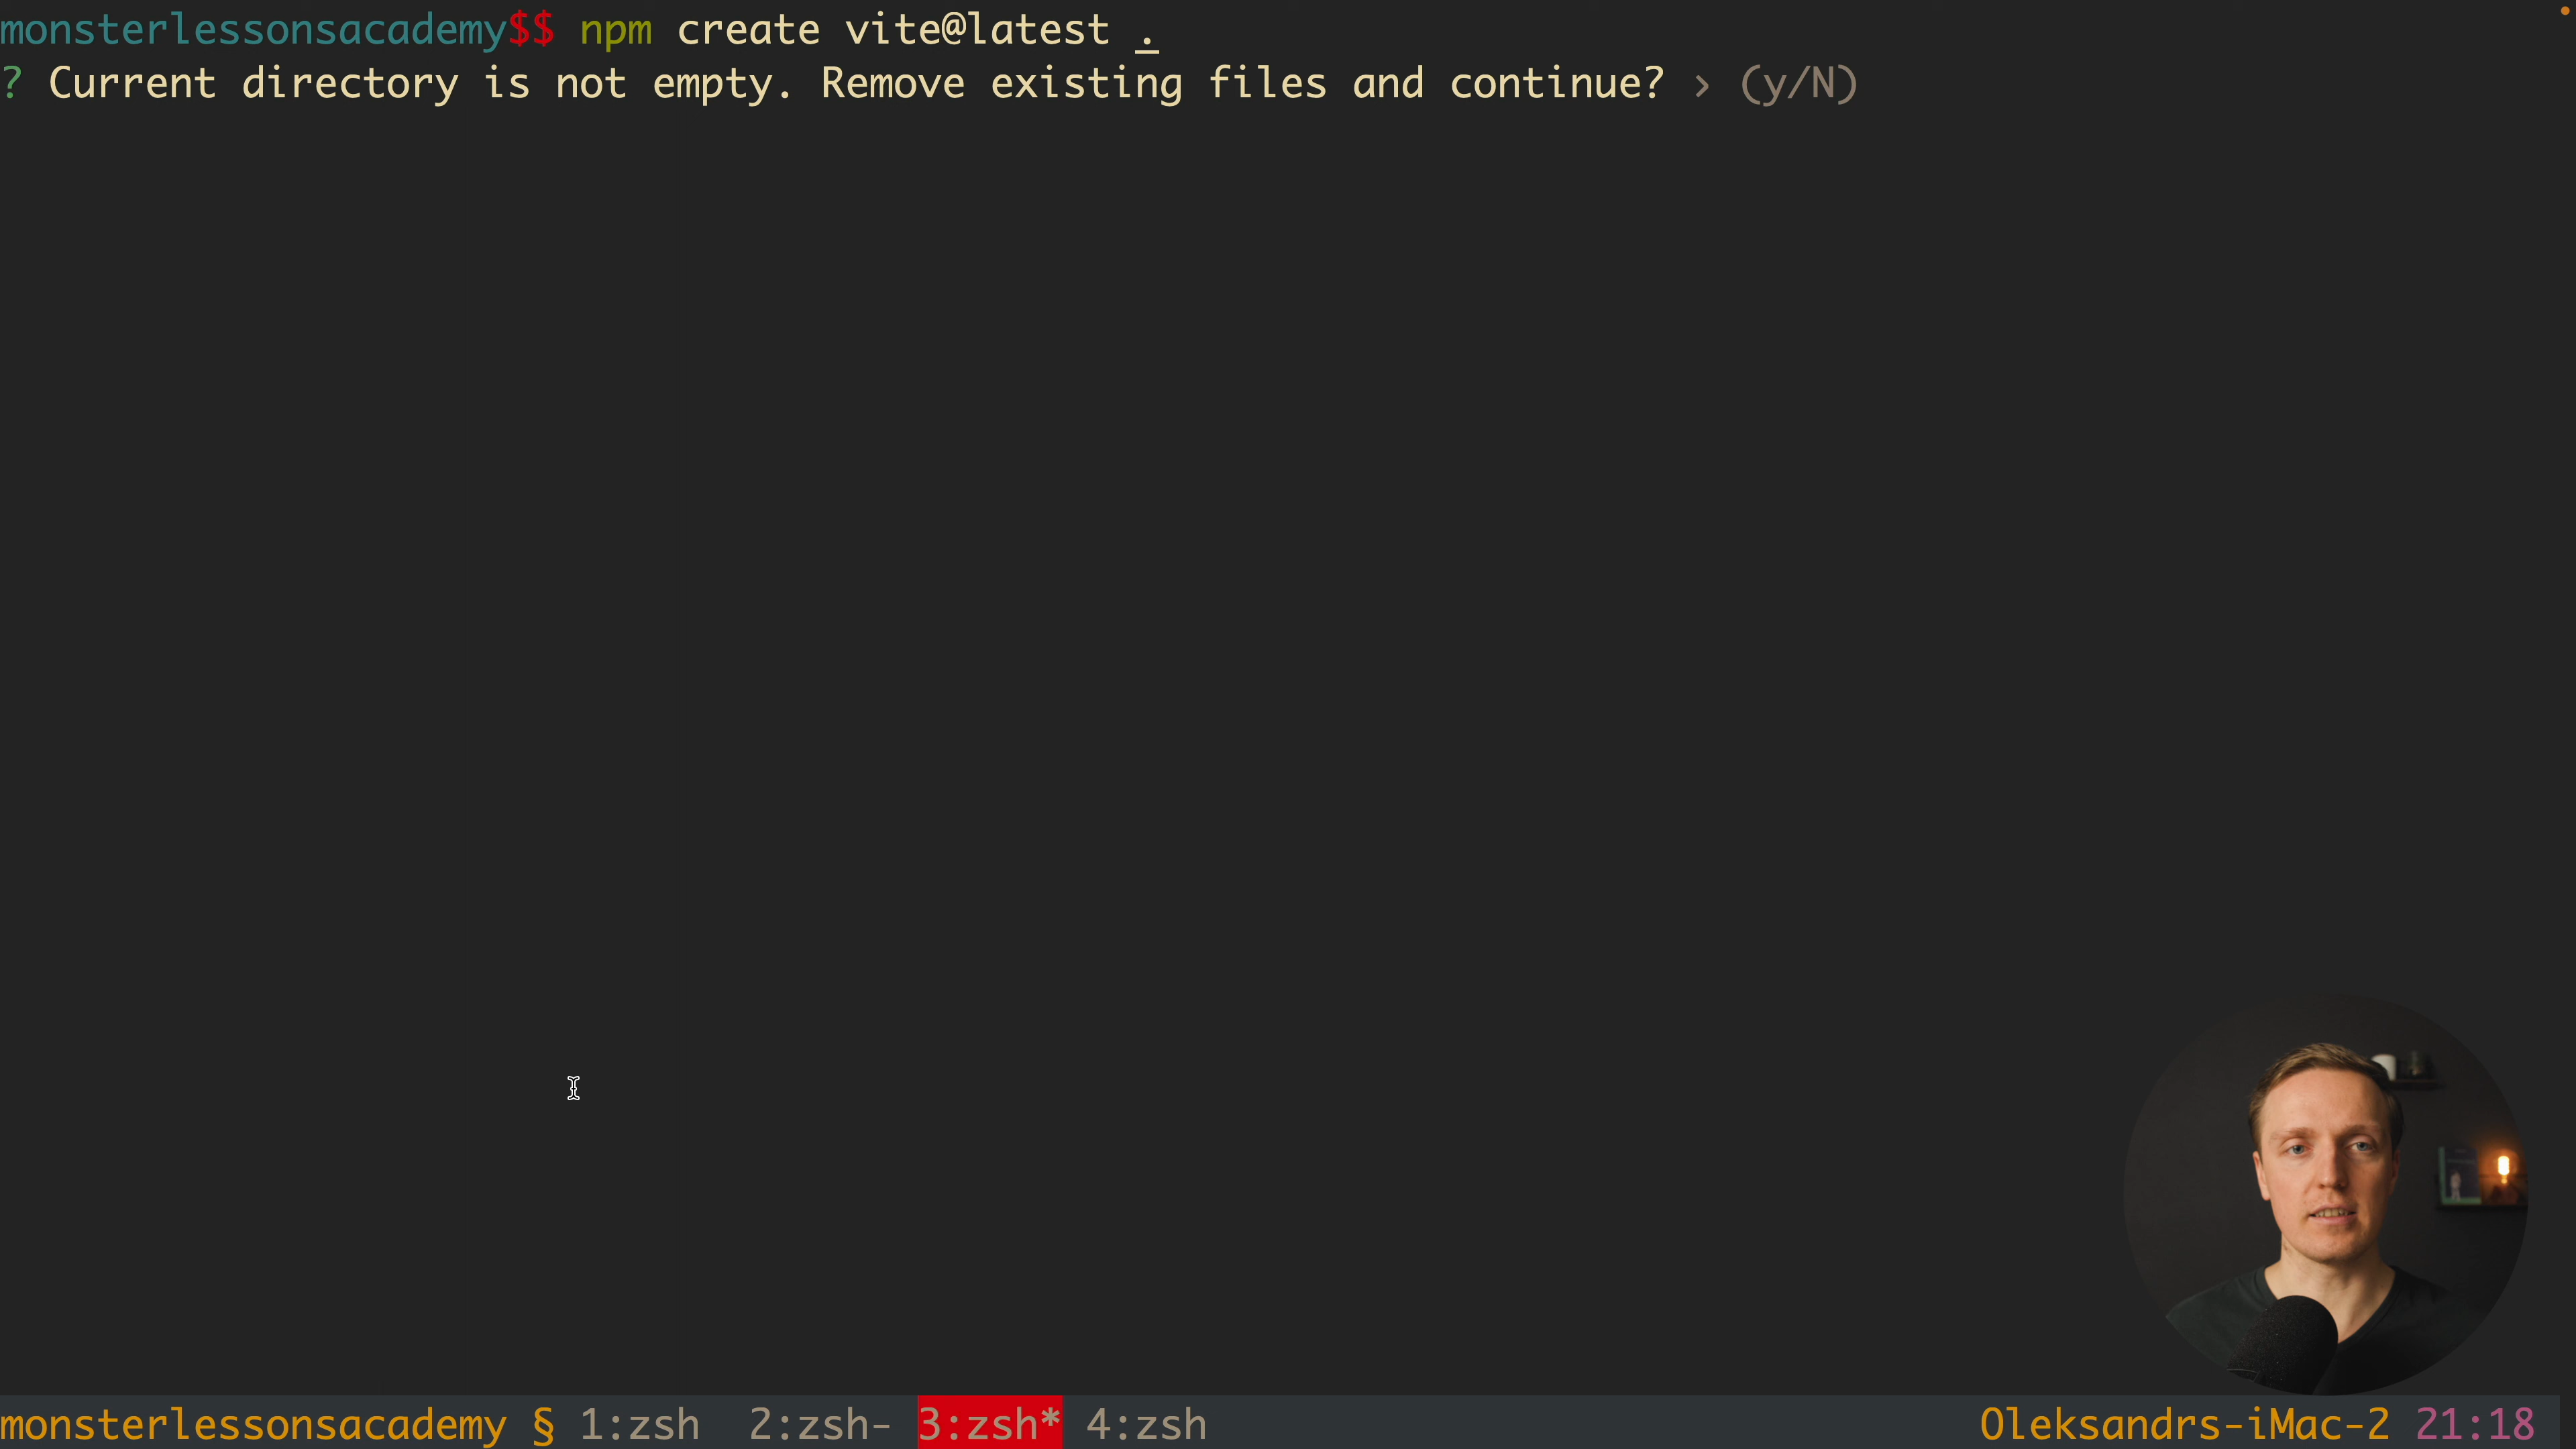 monsterlessonsacademy$$ npm create vite@latest .
? Current directory is not empty. Remove existing files and continue? › (y/N)
monsterlessonsacademy § 1:zsh 2:zsh- 3:zsh* 4:zsh Oleksandrs-iMac-2 21:18